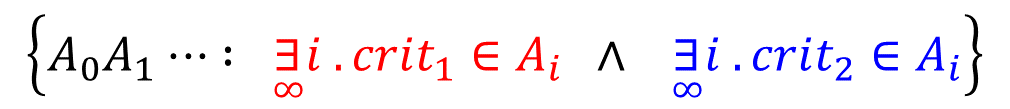 {A₀A₁ ⋯ : ∃∞ i . crit₁ ∈ Aᵢ ∧ ∃∞ i . crit₂ ∈ Aᵢ}